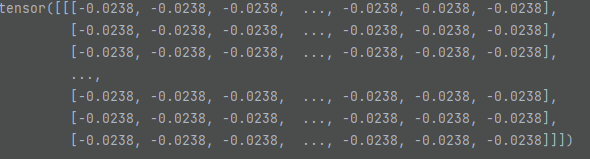 tensor([[[-0.0238, -0.0238, -0.0238,  ..., -0.0238, -0.0238, -0.0238],
         [-0.0238, -0.0238, -0.0238,  ..., -0.0238, -0.0238, -0.0238],
         [-0.0238, -0.0238, -0.0238,  ..., -0.0238, -0.0238, -0.0238],
         ...,
         [-0.0238, -0.0238, -0.0238,  ..., -0.0238, -0.0238, -0.0238],
         [-0.0238, -0.0238, -0.0238,  ..., -0.0238, -0.0238, -0.0238],
         [-0.0238, -0.0238, -0.0238,  ..., -0.0238, -0.0238, -0.0238]]])